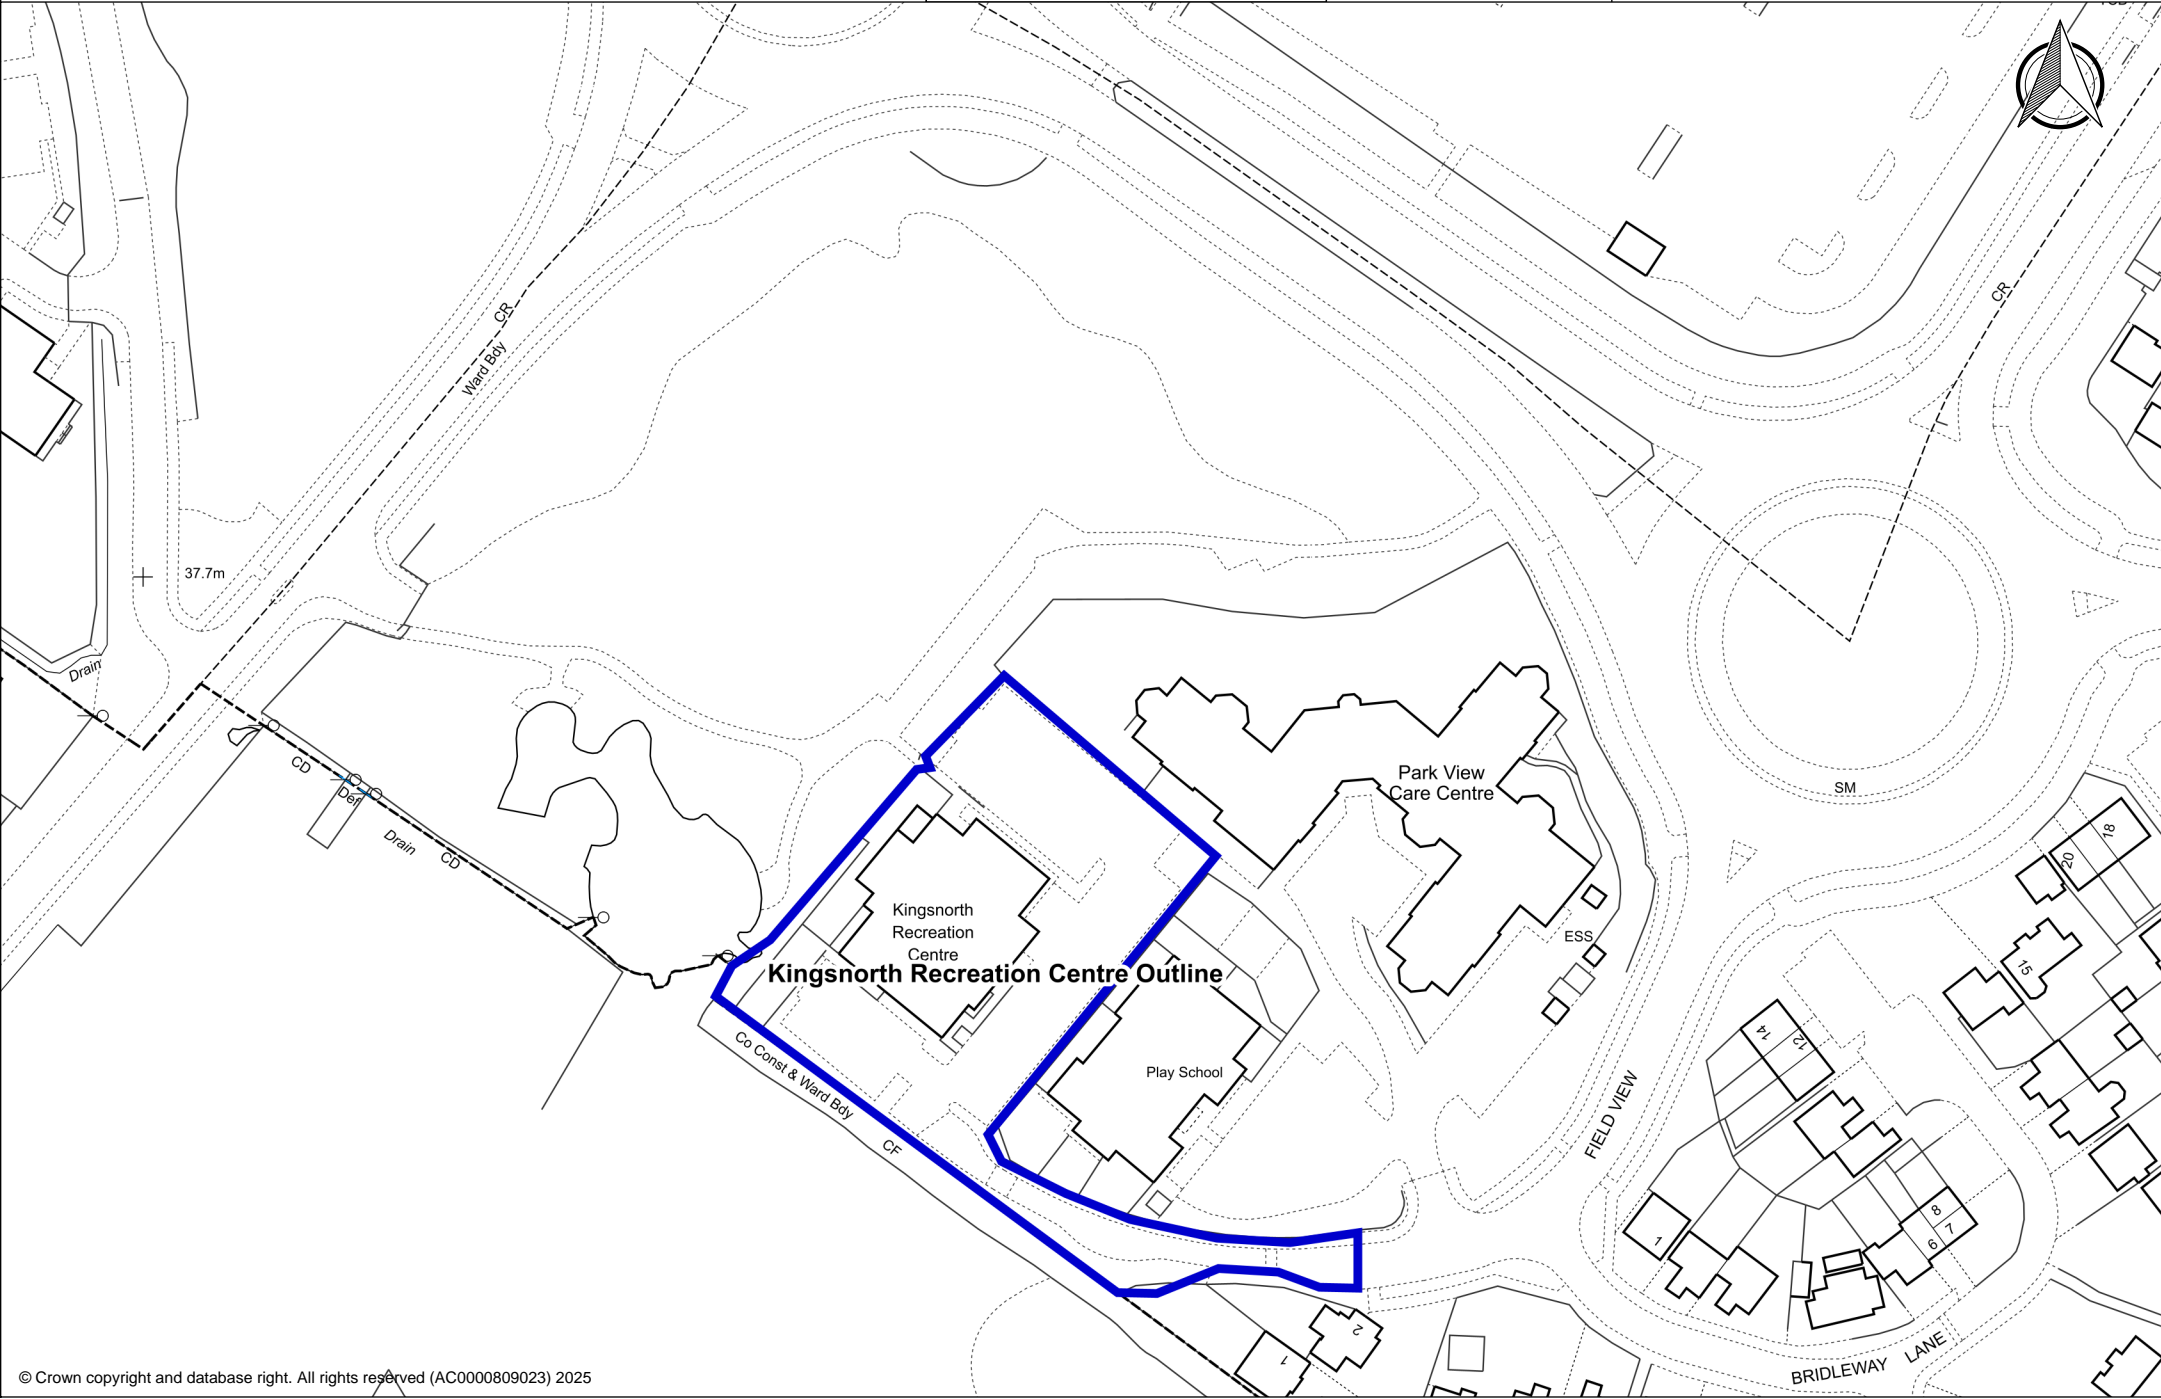 CR
Ward Bdy
CR
37.7m
Drain
CD
Def
Drain
CD
Park View
Care Centre
SM
18
20
Kingsnorth
Recreation
Centre
Kingsnorth Recreation Centre Outline
ESS
15
14
12
Co Const & Ward Bdy
CF
Play School
FIELD VIEW
1
8
7
6
2
1
BRIDLEWAY LANE
© Crown copyright and database right. All rights reserved (AC0000809023) 2025